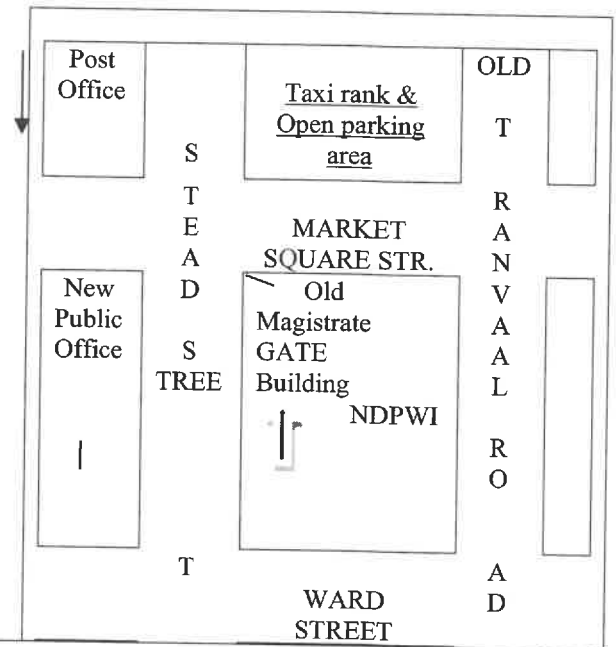 Post
Office
Taxi rank &
Open parking
area
OLD
T
R
A
N
V
A
A
L
R
O
A
D
S
T
E
A
D
S
TREE
T
MARKET
SQUARE STR.
New
Public
Office
Old
Magistrate
GATE
Building
NDPWI
WARD
STREET